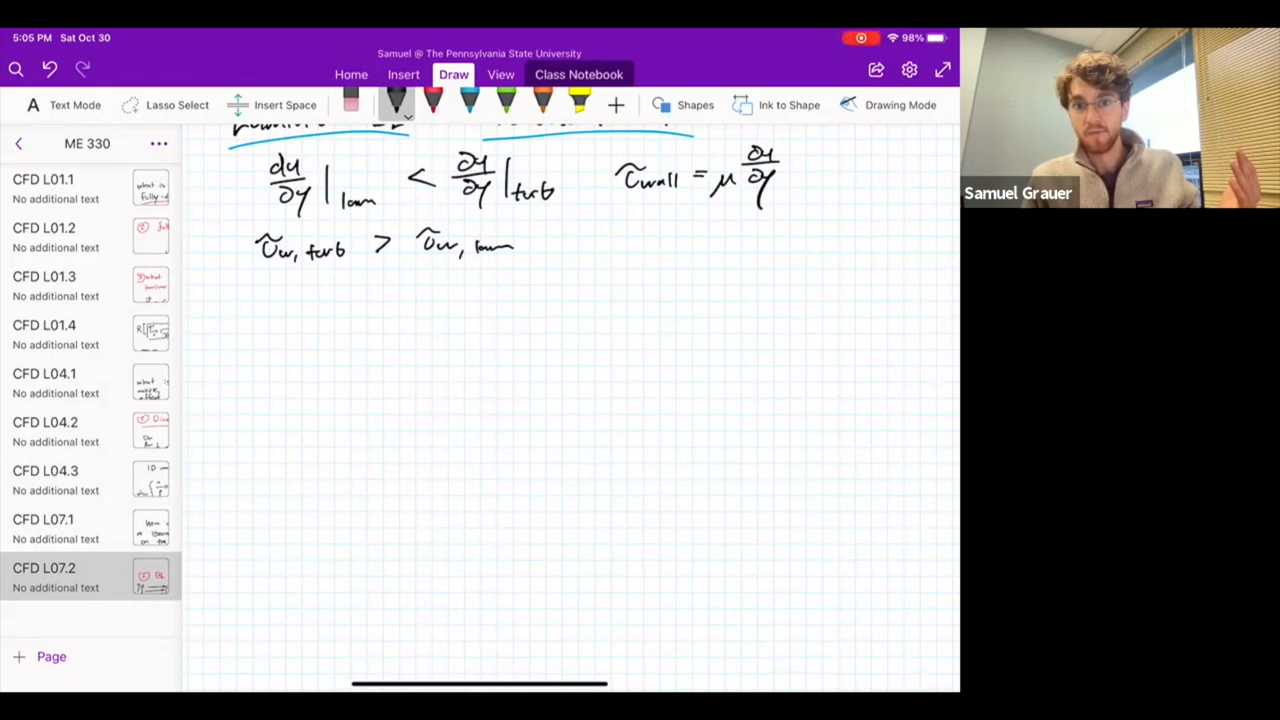 5:05 PM Sat Oct 30
98%
Samuel @ The Pennsylvania State University
Home Insert Draw View Class Notebook
A Text Mode Lasso Select Insert Space Shapes Ink to Shape Drawing Mode
ME 330
CFD L01.1
No additional text
CFD L01.2
No additional text
CFD L01.3
No additional text
CFD L01.4
No additional text
CFD L04.1
No additional text
CFD L04.2
No additional text
CFD L04.3
No additional text
CFD L07.1
No additional text
CFD L07.2
No additional text
+ Page
du/∂y |lam < ∂u/∂y |turb τwall = μ ∂u/∂y
τw, turb > τw, lam
Samuel Grauer